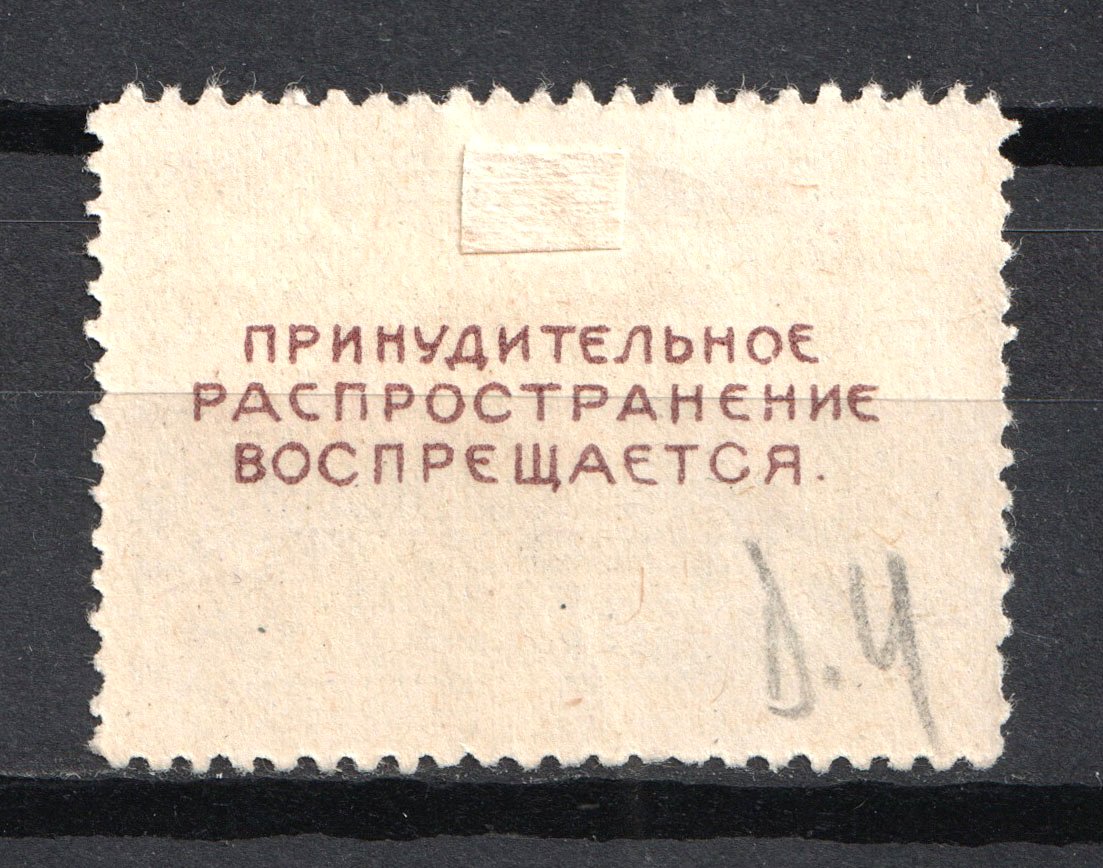 ПРИНУДИТЕЛЬНОЕ
РАСПРОСТРАНЕНИЕ
ВОСПРЕЩАЕТСЯ.